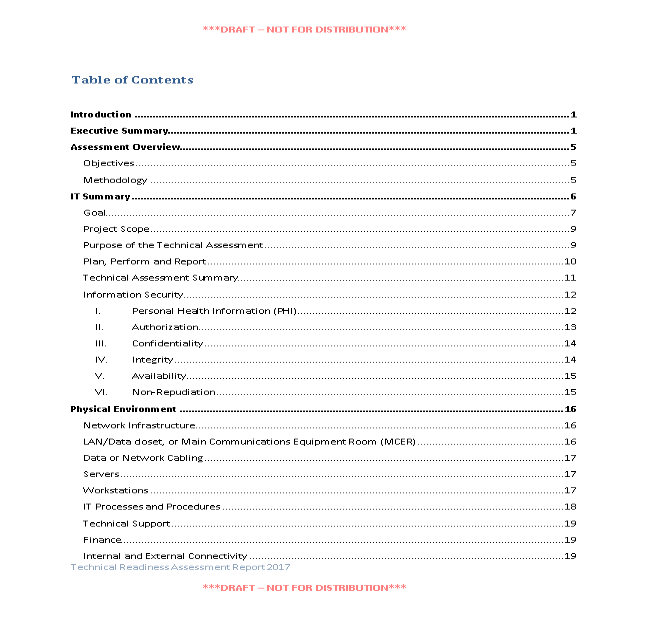 ***DRAFT – NOT FOR DISTRIBUTION***
Table of Contents
Introduction ........ 1
Executive Summary ........ 1
Assessment Overview ........ 5
Objectives ........ 5
Methodology ........ 5
IT Summary ........ 6
Goal ........ 7
Project Scope ........ 9
Purpose of the Technical Assessment ........ 9
Plan, Perform and Report ........ 10
Technical Assessment Summary ........ 11
Information Security ........ 12
I. Personal Health Information (PHI) ........ 12
II. Authorization ........ 13
III. Confidentiality ........ 14
IV. Integrity ........ 14
V. Availability ........ 15
VI. Non-Repudiation ........ 15
Physical Environment ........ 16
Network Infrastructure ........ 16
LAN/Data closet, or Main Communications Equipment Room (MCER) ........ 16
Data or Network Cabling ........ 17
Servers ........ 17
Workstations ........ 17
IT Processes and Procedures ........ 18
Technical Support ........ 19
Finance ........ 19
Internal and External Connectivity ........ 19
Technical Readiness Assessment Report 2017
***DRAFT – NOT FOR DISTRIBUTION***